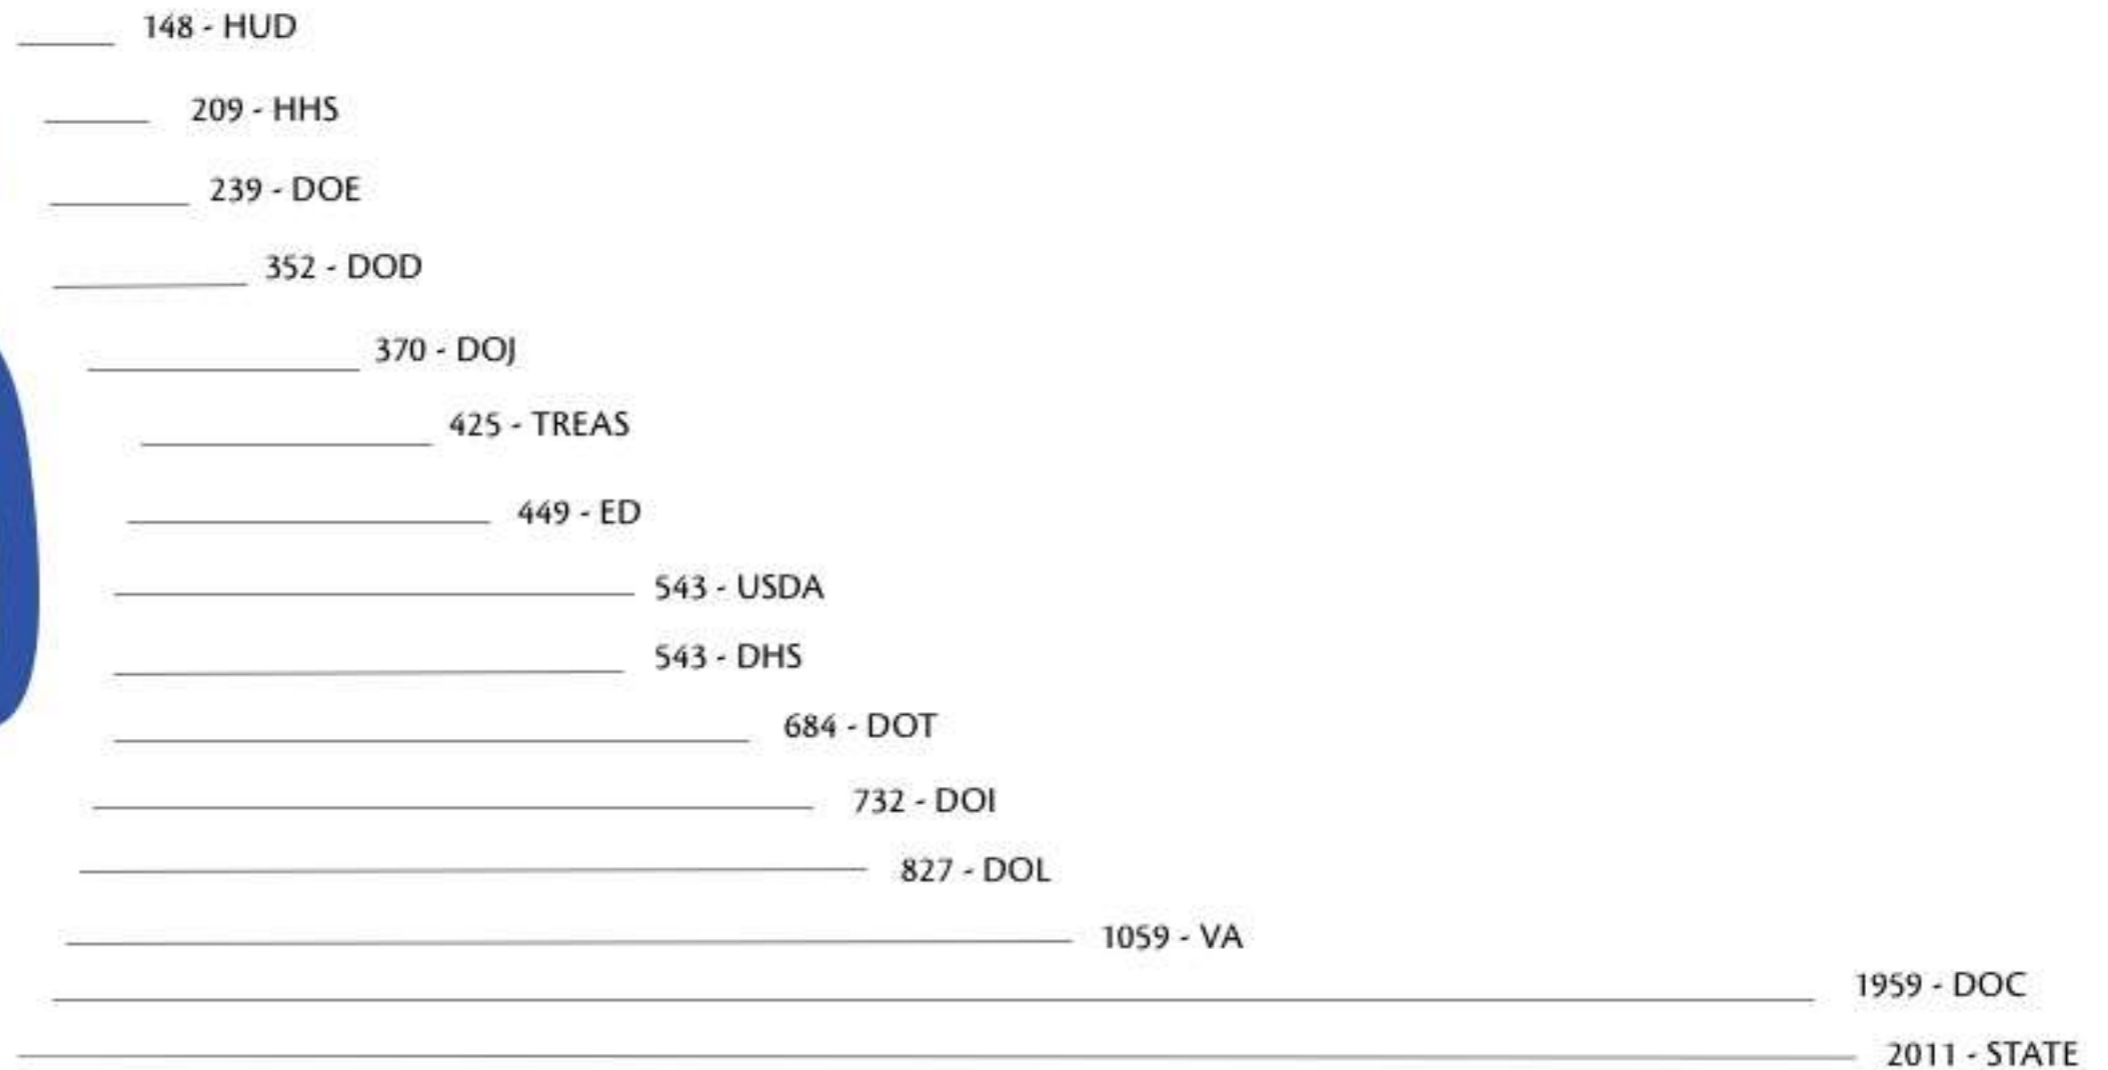 148 - HUD
209 - HHS
239 - DOE
352 - DOD
370 - DOJ
425 - TREAS
449 - ED
543 - USDA
543 - DHS
684 - DOT
732 - DOI
827 - DOL
1059 - VA
1959 - DOC
2011 - STATE